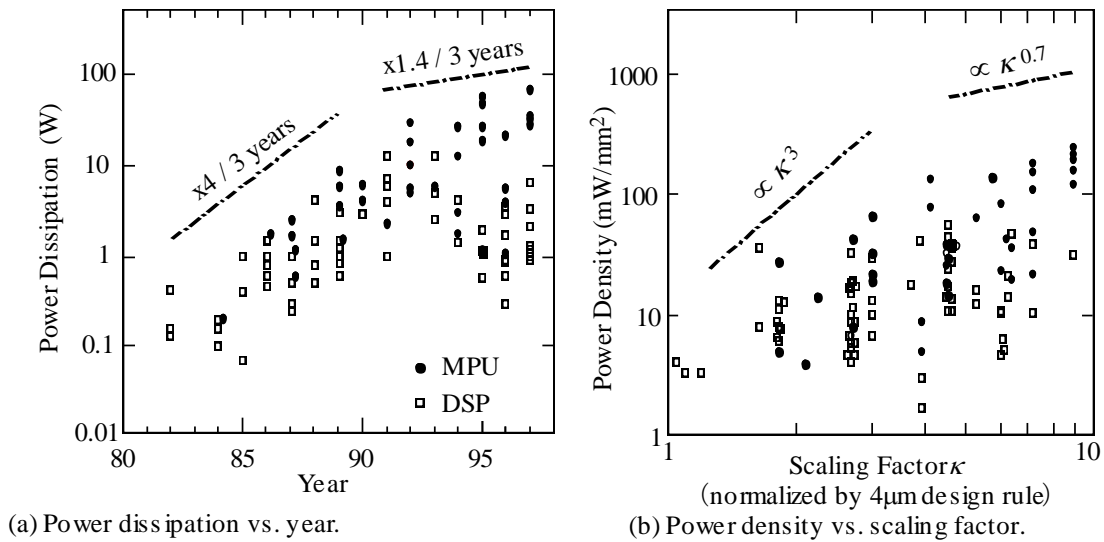 Power Dissipation (W)
100
10
1
0.1
0.01
x4 / 3 years
x1.4 / 3 years
MPU
DSP
80
85
90
95
Year
(a) Power dissipation vs. year.
Power Density (mW/mm²)
1000
100
10
1
∝ κ³
∝ κ^0.7
1
10
Scaling Factor κ
(normalized by 4μm design rule)
(b) Power density vs. scaling factor.